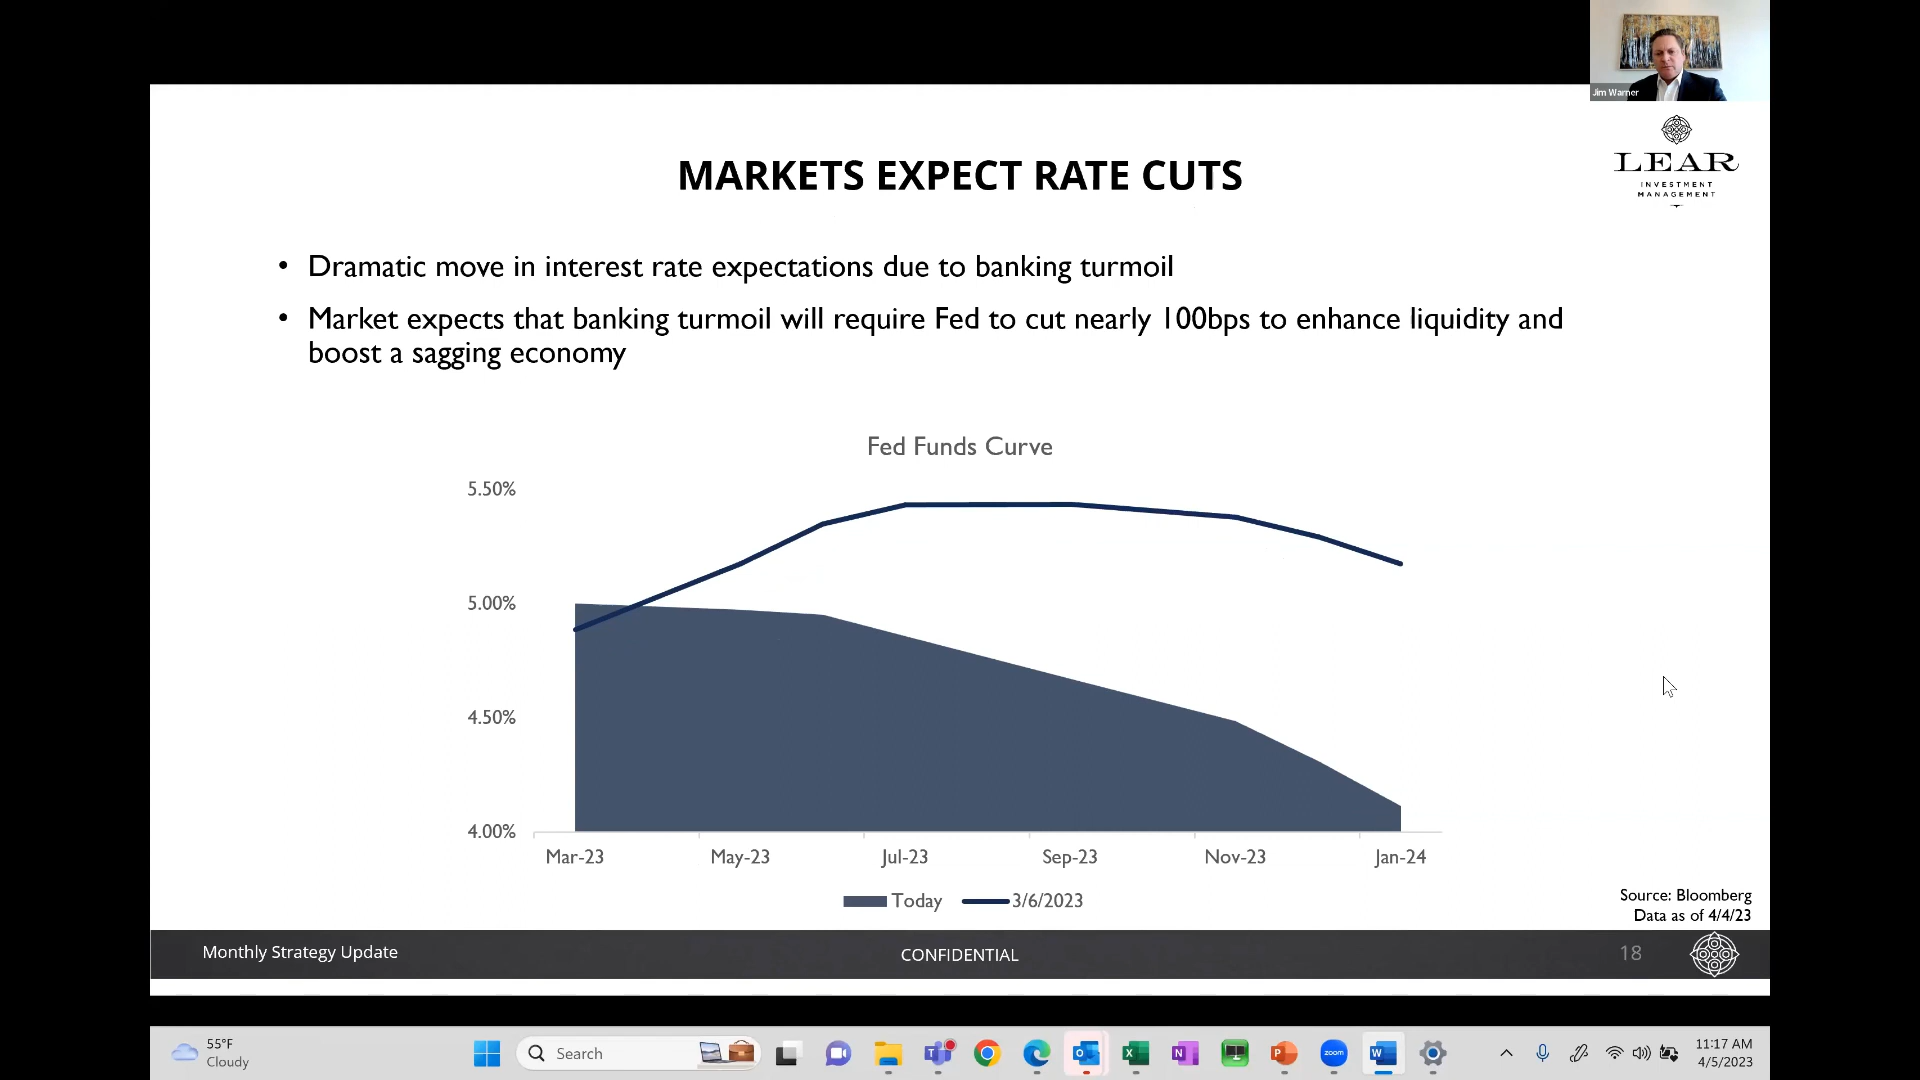 Jim Warner
LEAR
INVESTMENT
MANAGEMENT
MARKETS EXPECT RATE CUTS
• Dramatic move in interest rate expectations due to banking turmoil
• Market expects that banking turmoil will require Fed to cut nearly 100bps to enhance liquidity and
boost a sagging economy
Fed Funds Curve
5.50%
5.00%
4.50%
4.00%
Mar-23 May-23 Jul-23 Sep-23 Nov-23 Jan-24
Today 3/6/2023
Source: Bloomberg
Data as of 4/4/23
Monthly Strategy Update CONFIDENTIAL 18
55°F
Cloudy
Search
zoom
11:17 AM
4/5/2023